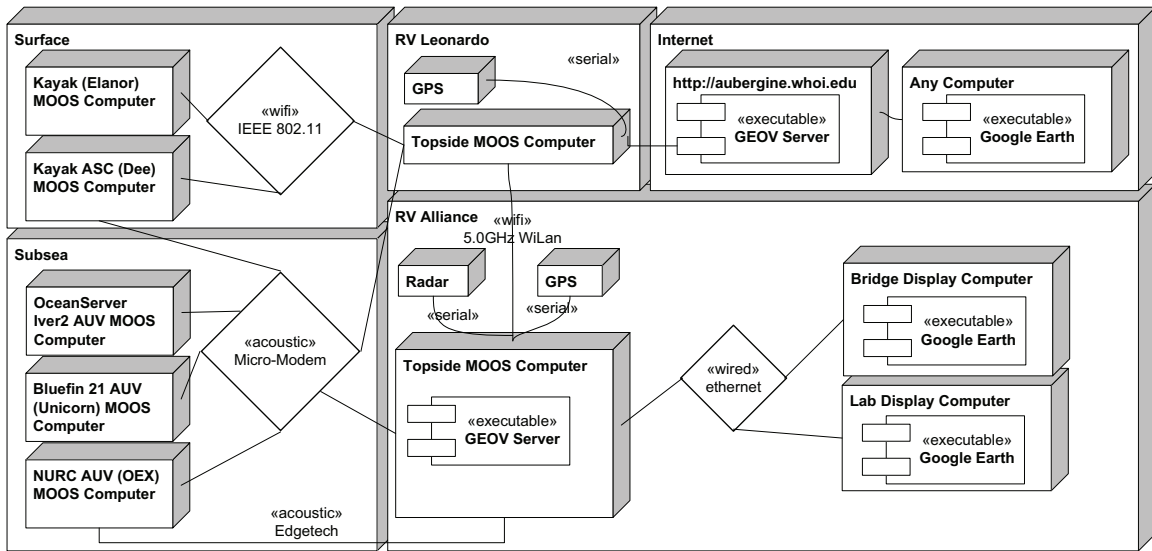 Surface
Kayak (Elanor)
MOOS Computer
Kayak ASC (Dee)
MOOS Computer
«wifi»
IEEE 802.11
RV Leonardo
GPS
«serial»
Topside MOOS Computer
Internet
http://aubergine.whoi.edu
«executable»
GEOV Server
Any Computer
«executable»
Google Earth
Subsea
OceanServer
Iver2 AUV MOOS
Computer
Bluefin 21 AUV
(Unicorn) MOOS
Computer
NURC AUV (OEX)
MOOS Computer
«acoustic»
Micro-Modem
«acoustic»
Edgetech
RV Alliance
«wifi»
5.0GHz WiLan
Radar
GPS
«serial»
«serial»
Topside MOOS Computer
«executable»
GEOV Server
«wired»
ethernet
Bridge Display Computer
«executable»
Google Earth
Lab Display Computer
«executable»
Google Earth